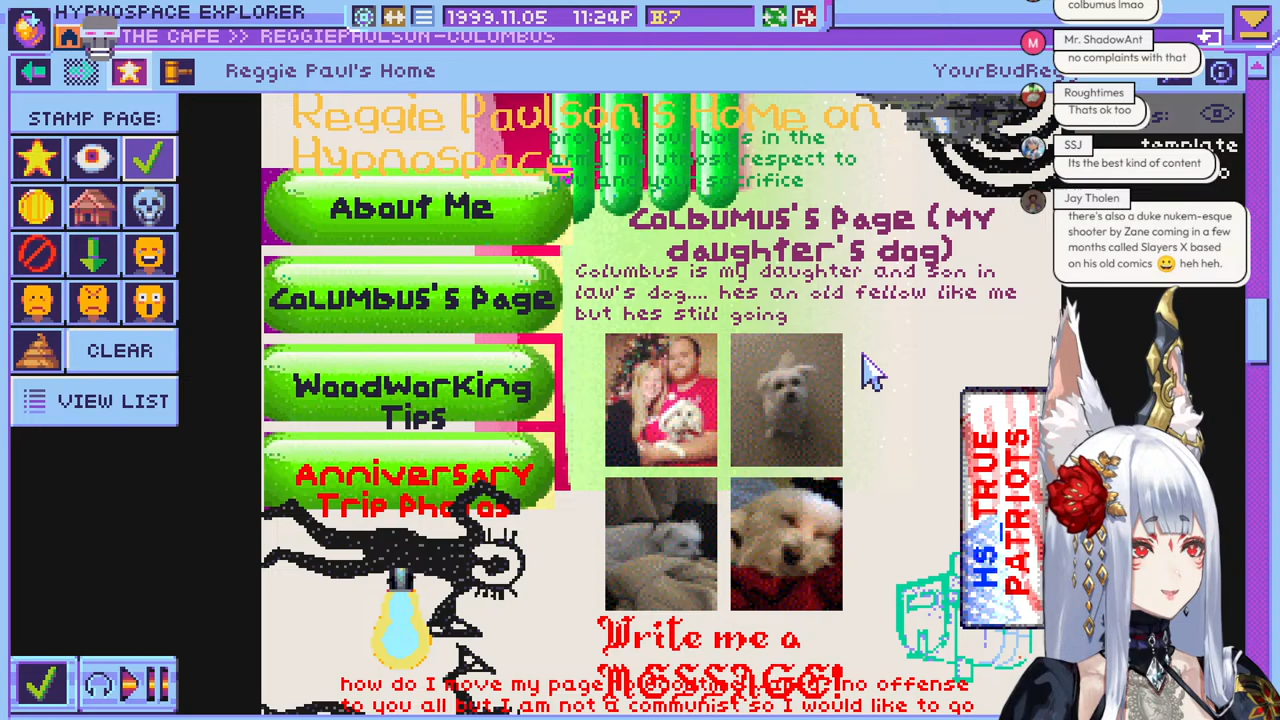 HYPNOSPACE EXPLORER
1999.11.05 11:24P
:7
THE CAFE >> REGGIEPAULSON-COLUMBUS
Reggie Paul's Home
YourBudReg
STAMP PAGE:
CLEAR
VIEW LIST
Reggie Paulson's Home on
Hypnospac
proud of our boys in the
army. my utmost respect to
you and your sacrifice
About Me
COLUMBUS'S Page
WoodWorKing
Tips
Anniversary
Trip Photos
COLBUMUS'S Page (MY
daughter's dog)
Columbus is my daughter and son in
law's dog.... hes an old fellow like me
but hes still going
Write me a
MESSAGE!
how do I move my page
no offense
to you all but I am not a communist so I would like to go
HS_TRUE
PATRIOTS
template
colbumus lmao
Mr. ShadowAnt
no complaints with that
Roughtimes
Thats ok too
SSJ
Its the best kind of content
Jay Tholen
there's also a duke nukem-esque
shooter by Zane coming in a few
months called Slayers X based
on his old comics 😀 heh heh.